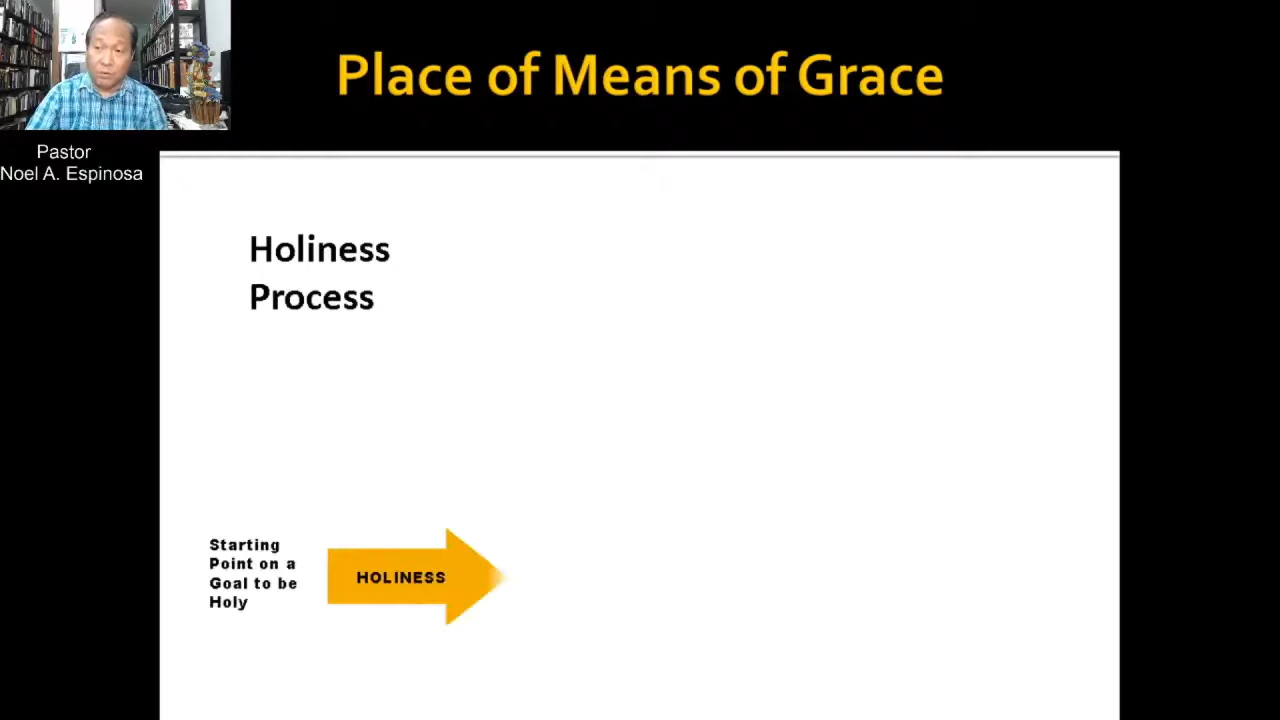 Place of Means of Grace
Pastor
Noel A. Espinosa
Holiness
Process
Starting
Point on a
Goal to be
Holy
HOLINESS